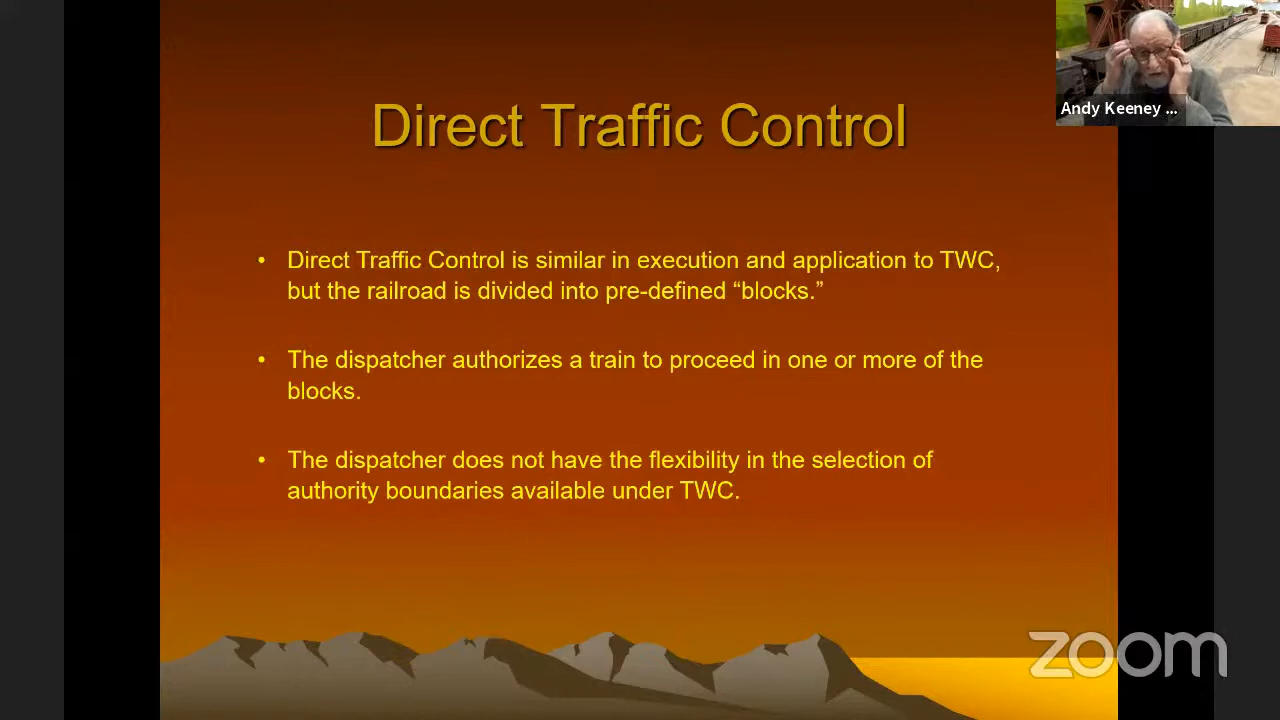 Direct Traffic Control
Andy Keeney ...
• Direct Traffic Control is similar in execution and application to TWC,
but the railroad is divided into pre-defined “blocks.”
• The dispatcher authorizes a train to proceed in one or more of the
blocks.
• The dispatcher does not have the flexibility in the selection of
authority boundaries available under TWC.
zoom